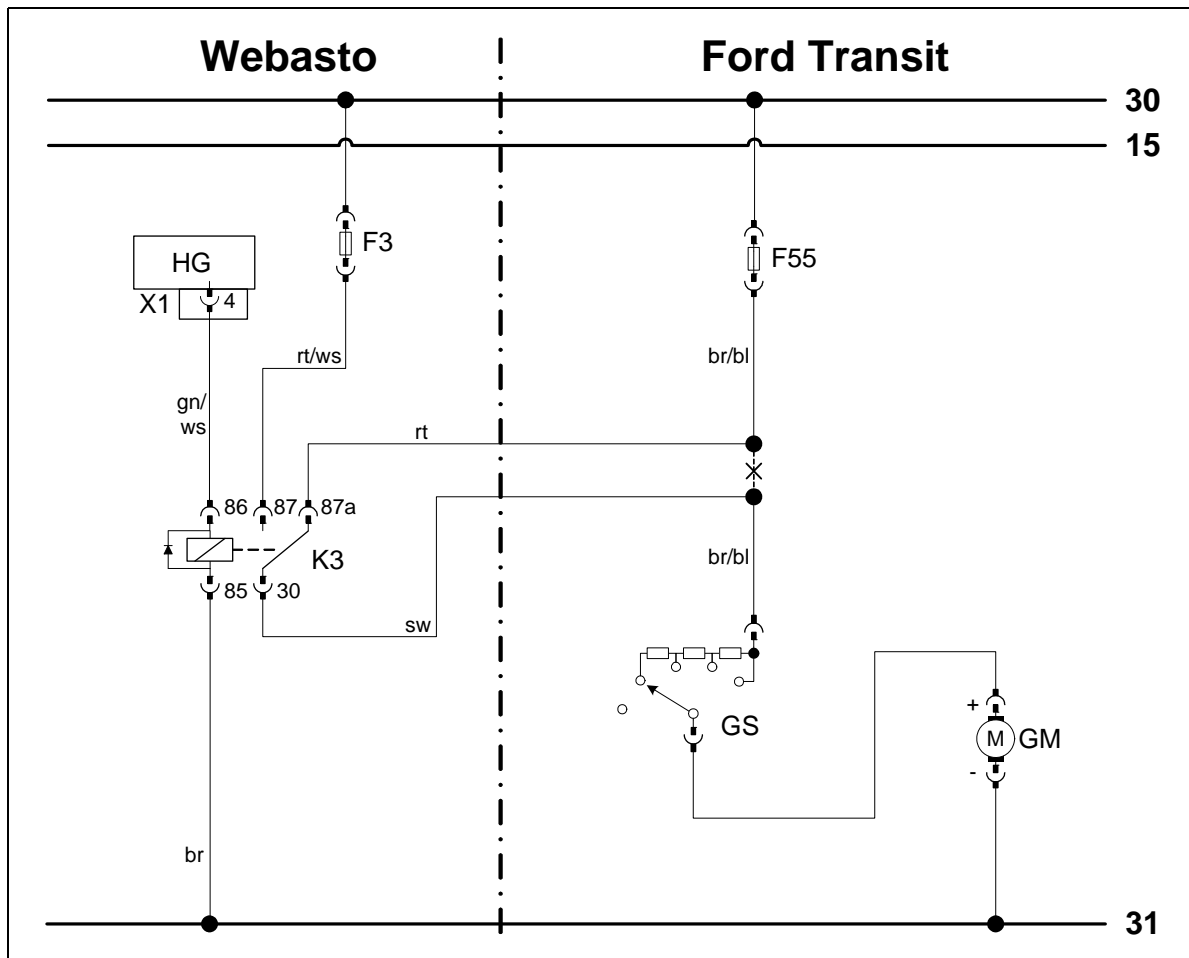 Webasto
Ford Transit
30
15
F3
HG
F55
X1
4
rt/ws
br/bl
gn/
ws
rt
86
87
87a
K3
br/bl
85
30
sw
GS
+
M
GM
-
br
31